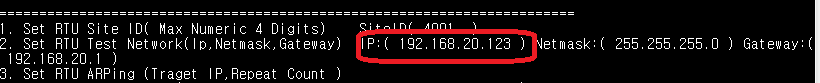 ================================================================================
1. Set RTU Site ID( Max Numeric 4 Digits)    SiteID( 4001  )
2. Set RTU Test Network(Ip,Netmask,Gateway)  IP:( 192.168.20.123 ) Netmask:( 255.255.255.0 ) Gateway:(
 192.168.20.1 )
3. Set RTU ARPing (Traget IP,Repeat Count )